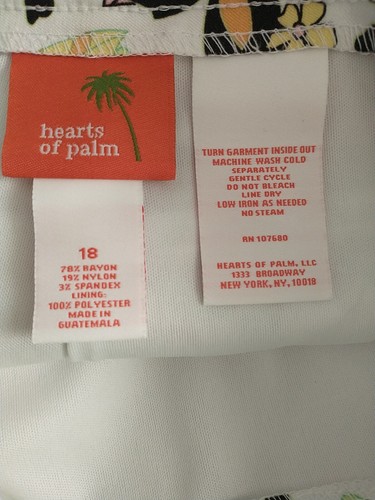 hearts
of palm
18
78% RAYON
19% NYLON
3% SPANDEX
LINING:
100% POLYESTER
MADE IN
GUATEMALA
TURN GARMENT INSIDE OUT
MACHINE WASH COLD
SEPARATELY
GENTLE CYCLE
DO NOT BLEACH
LINE DRY
LOW IRON AS NEEDED
NO STEAM
RN 107680
HEARTS OF PALM, LLC
1333 BROADWAY
NEW YORK, NY, 10018